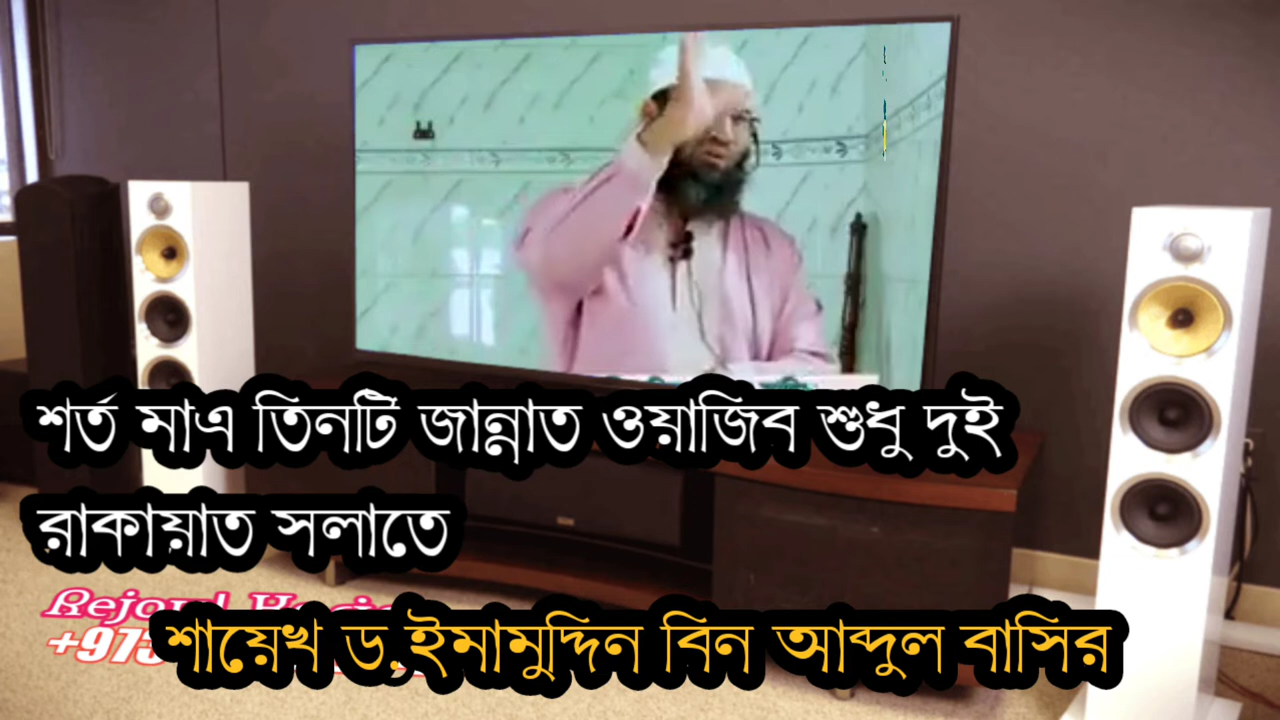 শর্ত মাএ তিনটি জান্নাত ওয়াজিব শুধু দুই
রাকায়াত সলাতে
শায়েখ ড.ইমামুদ্দিন বিন আব্দুল বাসির